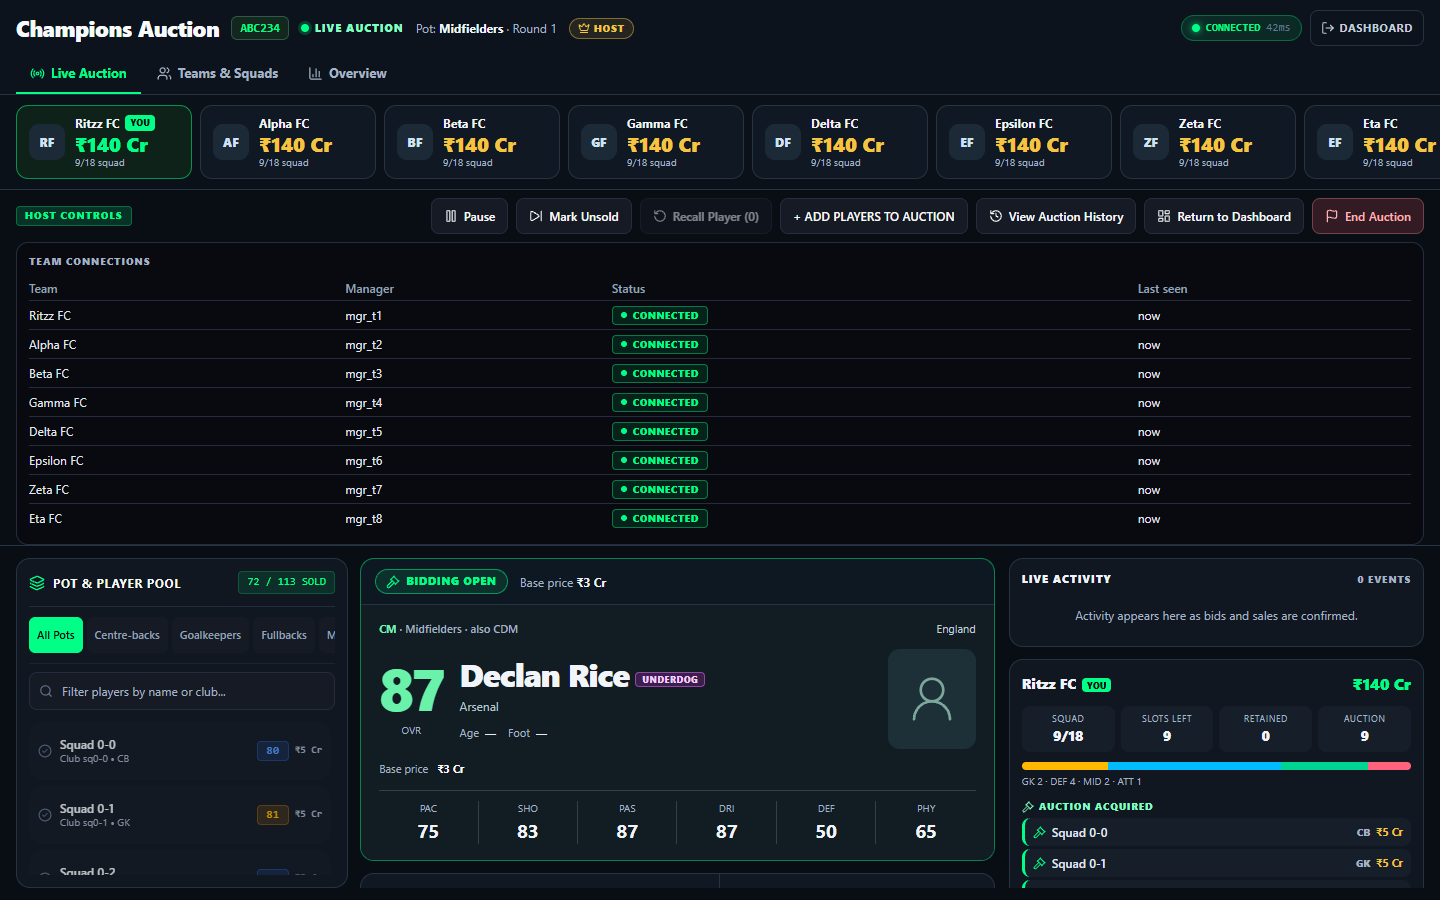 Champions Auction ABC234 LIVE AUCTION Pot: Midfielders · Round 1 HOST CONNECTED 42ms DASHBOARD
Live Auction Teams & Squads Overview
RF Ritzz FC YOU ₹140 Cr 9/18 squad
AF Alpha FC ₹140 Cr 9/18 squad
BF Beta FC ₹140 Cr 9/18 squad
GF Gamma FC ₹140 Cr 9/18 squad
DF Delta FC ₹140 Cr 9/18 squad
EF Epsilon FC ₹140 Cr 9/18 squad
ZF Zeta FC ₹140 Cr 9/18 squad
EF Eta FC ₹140 Cr 9/18 squad
HOST CONTROLS Pause Mark Unsold Recall Player (0) + ADD PLAYERS TO AUCTION View Auction History Return to Dashboard End Auction
TEAM CONNECTIONS
Team Manager Status Last seen
Ritzz FC mgr_t1 CONNECTED now
Alpha FC mgr_t2 CONNECTED now
Beta FC mgr_t3 CONNECTED now
Gamma FC mgr_t4 CONNECTED now
Delta FC mgr_t5 CONNECTED now
Epsilon FC mgr_t6 CONNECTED now
Zeta FC mgr_t7 CONNECTED now
Eta FC mgr_t8 CONNECTED now
POT & PLAYER POOL 72 / 113 SOLD
All Pots Centre-backs Goalkeepers Fullbacks M
Filter players by name or club...
Squad 0-0 80 ₹5 Cr
Club sq0-0 • CB
Squad 0-1 81 ₹5 Cr
Club sq0-1 • GK
Squad 0-2
BIDDING OPEN Base price ₹3 Cr
CM · Midfielders · also CDM England
87 OVR
Declan Rice UNDERDOG
Arsenal
Age — Foot —
Base price ₹3 Cr
PAC SHO PAS DRI DEF PHY
75 83 87 87 50 65
LIVE ACTIVITY 0 EVENTS
Activity appears here as bids and sales are confirmed.
Ritzz FC YOU ₹140 Cr
SQUAD SLOTS LEFT RETAINED AUCTION
9/18 9 0 9
GK 2 · DEF 4 · MID 2 · ATT 1
AUCTION ACQUIRED
Squad 0-0 CB ₹5 Cr
Squad 0-1 GK ₹5 Cr